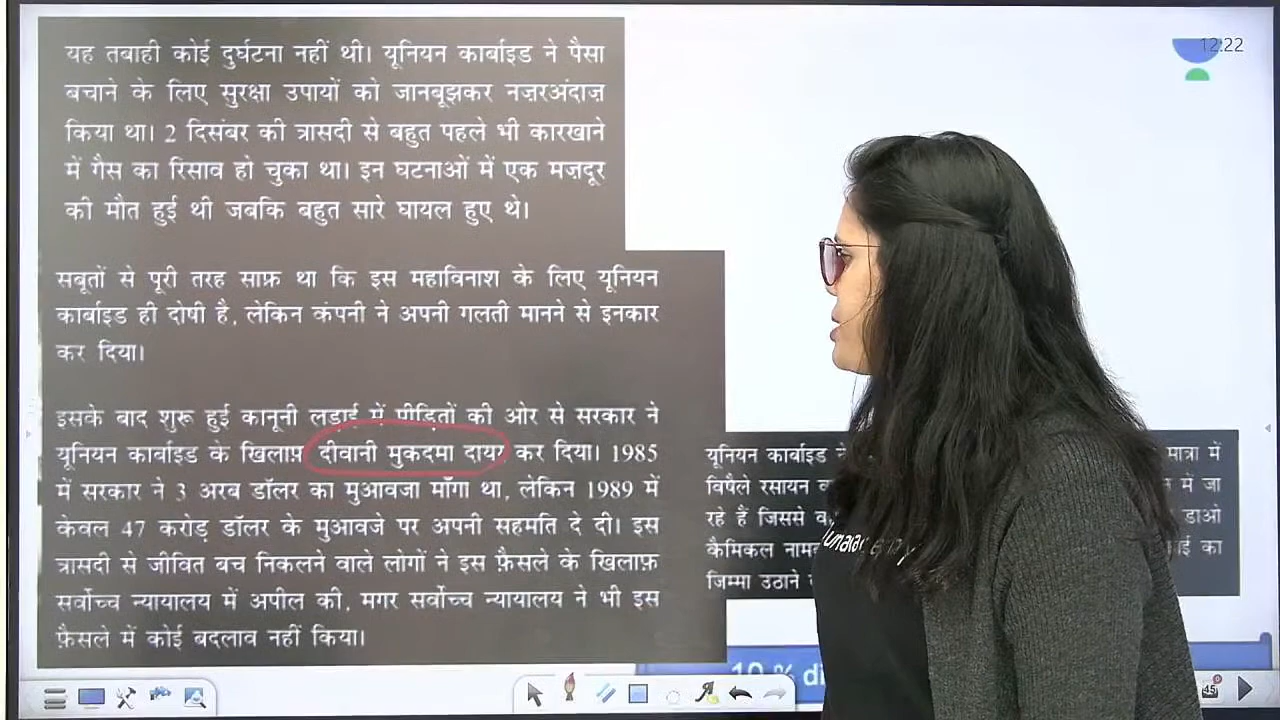 12:22
यह तबाही कोई दुर्घटना नहीं थी। यूनियन कार्बाइड ने पैसा
बचाने के लिए सुरक्षा उपायों को जानबूझकर नज़रअंदाज़
किया था। 2 दिसंबर की त्रासदी से बहुत पहले भी कारखाने
में गैस का रिसाव हो चुका था। इन घटनाओं में एक मज़दूर
की मौत हुई थी जबकि बहुत सारे घायल हुए थे।
सबूतों से पूरी तरह साफ़ था कि इस महाविनाश के लिए यूनियन
कार्बाइड ही दोषी है, लेकिन कंपनी ने अपनी गलती मानने से इनकार
कर दिया।
इसके बाद शुरू हुई कानूनी लड़ाई में पीड़ितों की ओर से सरकार ने
यूनियन कार्बाइड के खिलाफ़ दीवानी मुकदमा दायर कर दिया। 1985
में सरकार ने 3 अरब डॉलर का मुआवजा माँगा था, लेकिन 1989 में
केवल 47 करोड़ डॉलर के मुआवजे पर अपनी सहमति दे दी। इस
त्रासदी से जीवित बच निकलने वाले लोगों ने इस फ़ैसले के खिलाफ़
सर्वोच्च न्यायालय में अपील की, मगर सर्वोच्च न्यायालय ने भी इस
फ़ैसले में कोई बदलाव नहीं किया।
यूनियन कार्बाइड ने मात्रा में
विषैले रसायन में जा
रहे हैं जिससे डाओ
कैमिकल का
जिम्मा उठाने
10 % di
45